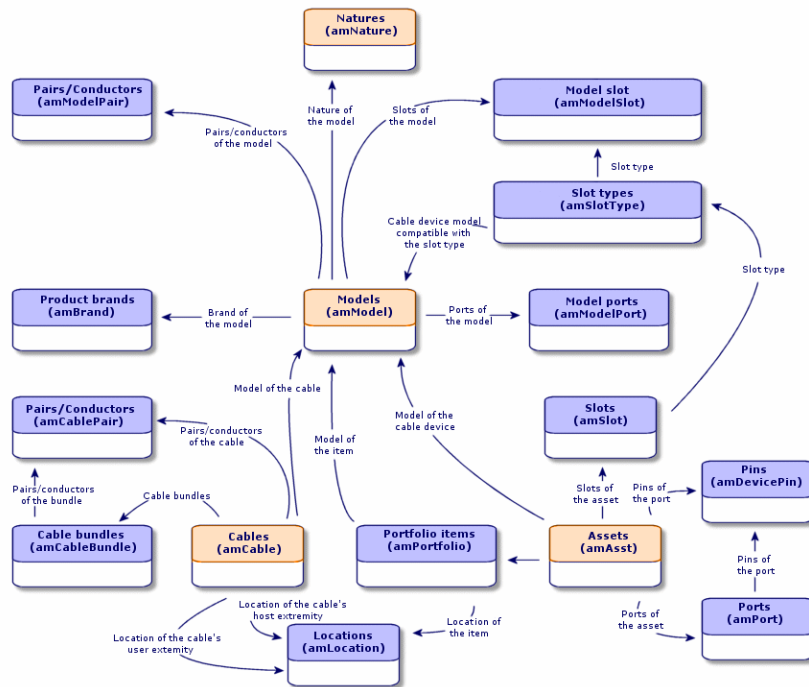 Natures
(amNature)
Pairs/Conductors
(amModelPair)
Model slot
(amModelSlot)
Nature of
the model
Slots of
the model
Pairs/conductors
of the model
Slot type
Slot types
(amSlotType)
Cable device model
compatible with
the slot type
Slot type
Product brands
(amBrand)
Brand of
the model
Models
(amModel)
Ports of
the model
Model ports
(amModelPort)
Model of the cable
Pairs/Conductors
(amCablePair)
Pairs/conductors
of the cable
Model of
the item
Model of the
cable device
Slots
(amSlot)
Pins
(amDevicePin)
Pairs/conductors
of the bundle
Cable bundles
Slots of
the asset
Pins of
the port
Cable bundles
(amCableBundle)
Cables
(amCable)
Portfolio items
(amPortfolio)
Assets
(amAsst)
Pins of
the port
Location of the cable's
host extremity
Location of
the item
Ports of
the asset
Ports
(amPort)
Location of the cable's
user extemity
Locations
(amLocation)